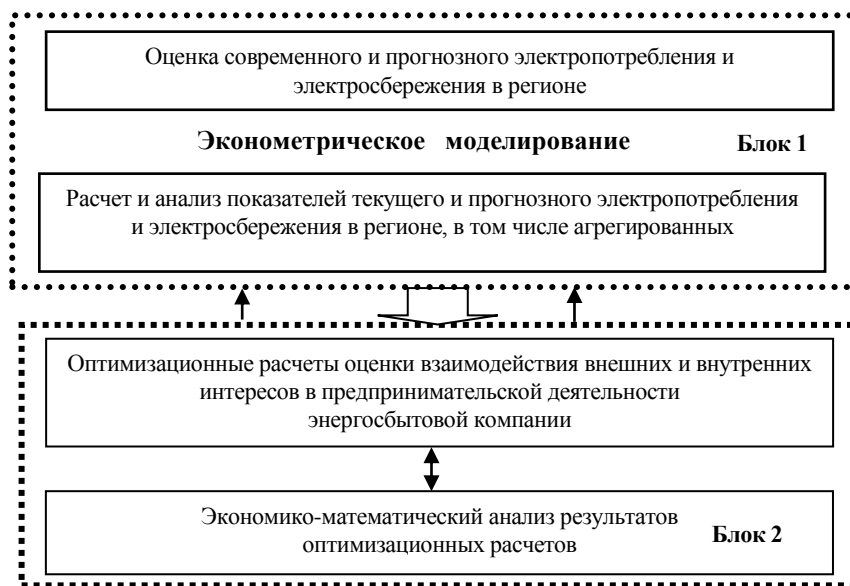 Оценка современного и прогнозного электропотребления и
электросбережения в регионе
Эконометрическое моделирование
Блок 1
Расчет и анализ показателей текущего и прогнозного электропотребления
и электросбережения в регионе, в том числе агрегированных
Оптимизационные расчеты оценки взаимодействия внешних и внутренних
интересов в предпринимательской деятельности
энергосбытовой компании
Экономико-математический анализ результатов
оптимизационных расчетов
Блок 2